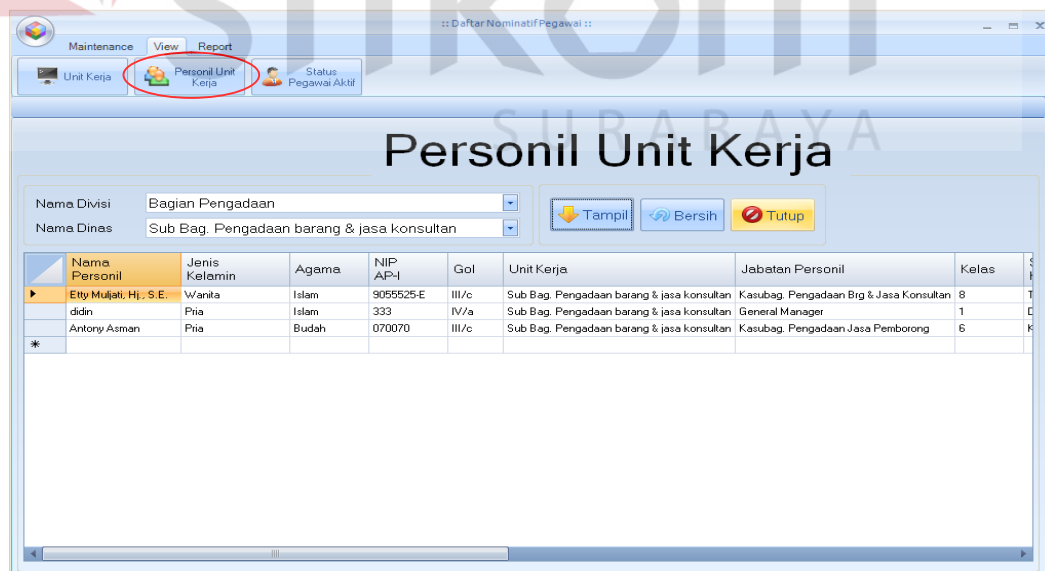 :: Daftar Nominatif Pegawai ::
Maintenance View Report
Unit Kerja
Personil Unit
Kerja
Status
Pegawai Aktif
SURABAYA
Personil Unit Kerja
Nama Divisi Bagian Pengadaan
Nama Dinas Sub Bag. Pengadaan barang & jasa konsultan
Tampil Bersih Tutup
Nama
Personil
Jenis
Kelamin
Agama
NIP
AP-I
Gol
Unit Kerja
Jabatan Personil
Kelas
Etty Muljati, Hj., S.E. Wanita Islam 9055525-E III/c Sub Bag. Pengadaan barang & jasa konsultan Kasubag. Pengadaan Brg & Jasa Konsultan 8
didin Pria Islam 333 IV/a Sub Bag. Pengadaan barang & jasa konsultan General Manager 1
Antony Asman Pria Budah 070070 III/c Sub Bag. Pengadaan barang & jasa konsultan Kasubag. Pengadaan Jasa Pemborong 6